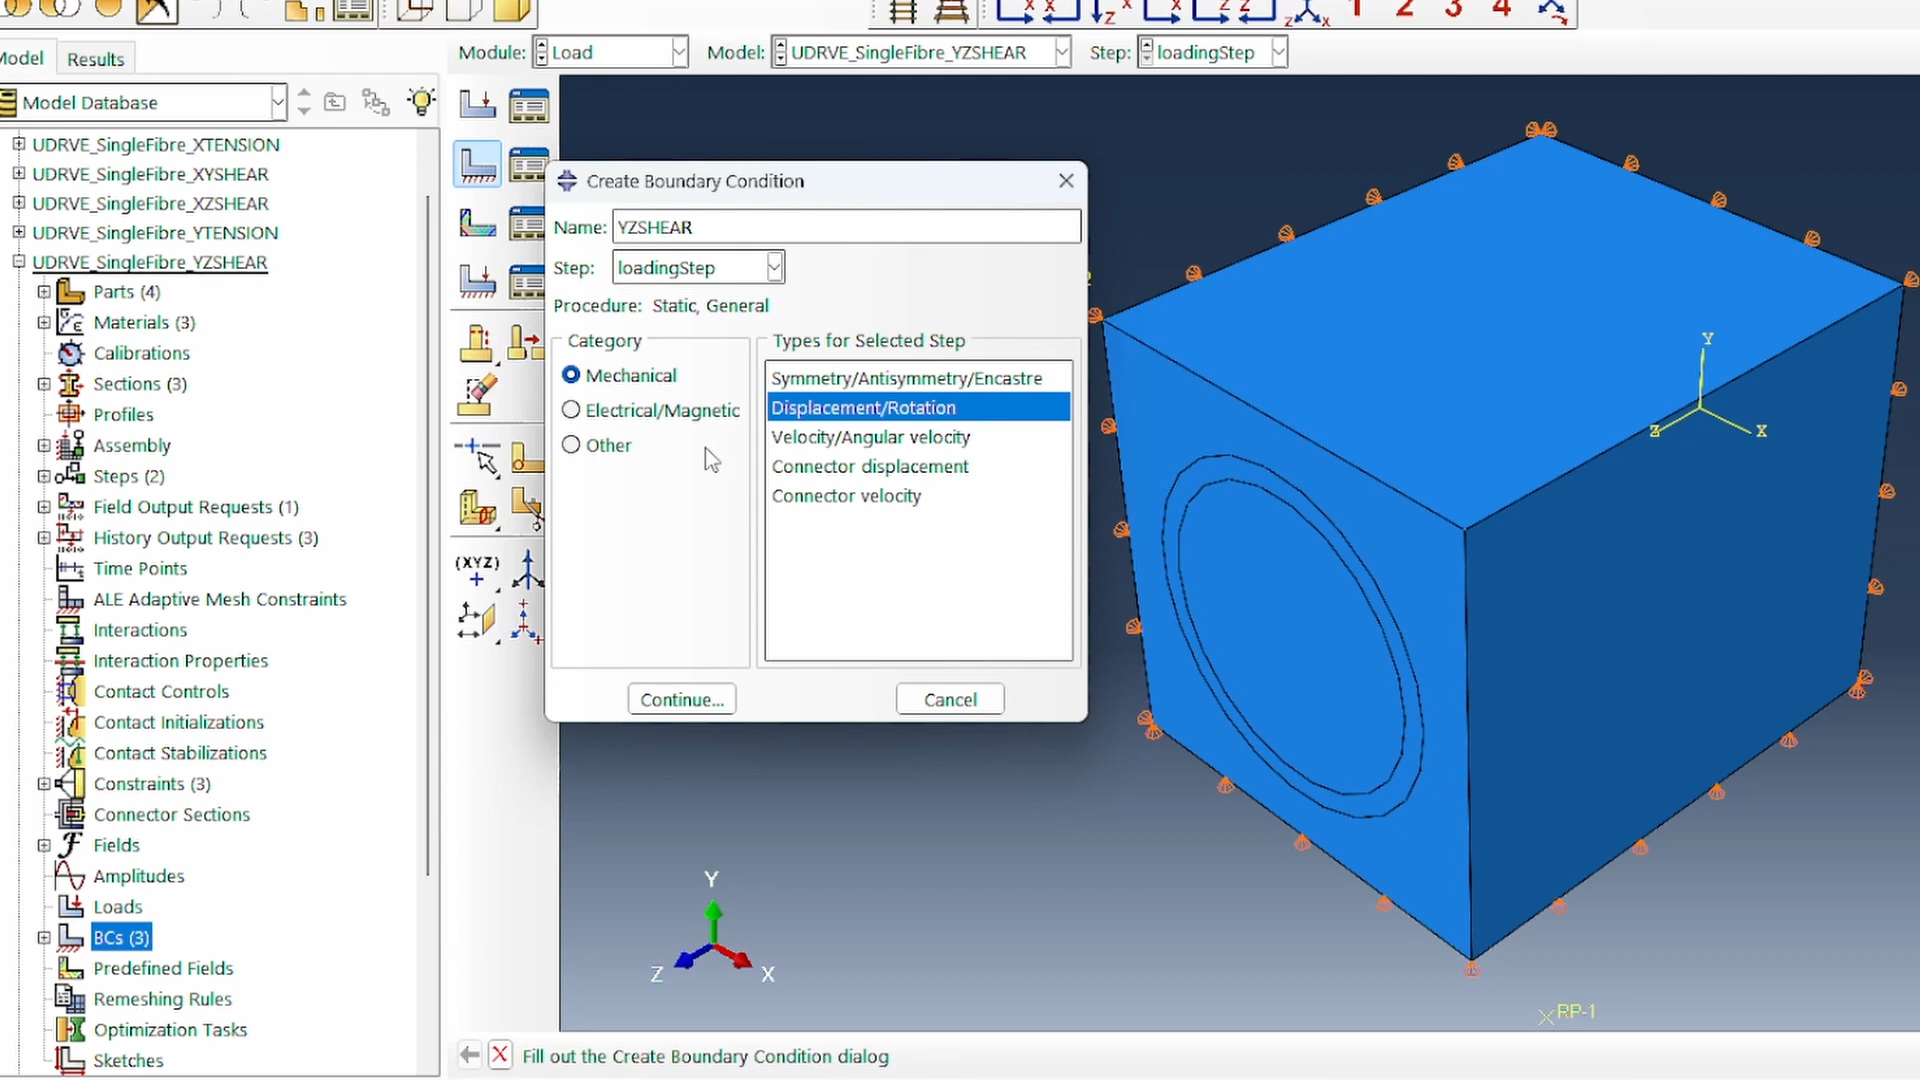 1 2 3 4
Model Results
Module: Load Model: UDRVE_SingleFibre_YZSHEAR Step: loadingStep
Model Database
UDRVE_SingleFibre_XTENSION
UDRVE_SingleFibre_XYSHEAR
UDRVE_SingleFibre_XZSHEAR
UDRVE_SingleFibre_YTENSION
UDRVE_SingleFibre_YZSHEAR
Parts (4)
Materials (3)
Calibrations
Sections (3)
Profiles
Assembly
Steps (2)
Field Output Requests (1)
History Output Requests (3)
Time Points
ALE Adaptive Mesh Constraints
Interactions
Interaction Properties
Contact Controls
Contact Initializations
Contact Stabilizations
Constraints (3)
Connector Sections
Fields
Amplitudes
Loads
BCs (3)
Predefined Fields
Remeshing Rules
Optimization Tasks
Sketches
(XYZ)
Create Boundary Condition
Name: YZSHEAR
Step: loadingStep
Procedure: Static, General
Category
Mechanical
Electrical/Magnetic
Other
Types for Selected Step
Symmetry/Antisymmetry/Encastre
Displacement/Rotation
Velocity/Angular velocity
Connector displacement
Connector velocity
Continue... Cancel
Y
Z X
Y
Z X
RP-1
Fill out the Create Boundary Condition dialog